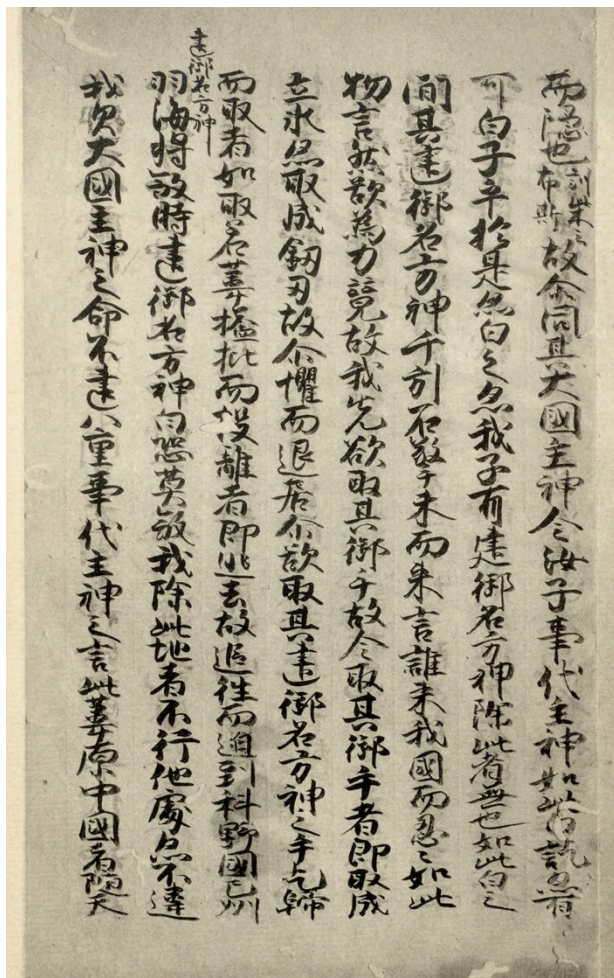 而隠也訓柴云布斯故尒問其大國主神今汝子事代主神如此白訖亦有
可白子乎於是亦白之亦我子有建御名方神除此者無也如此白之
間其建御名方神千引石擎手末而来言誰来我國而忍々如此
物言然欲為力競故我先欲取其御手故令取其御手者即取成
立氷亦取成釼刃故尒懼而退居尒欲取其建御名方神之手乞歸
而取者如取若葦搤批而投離者即迯去故追往而迫到科野國之州
建御名方神
羽海将殺時建御名方神白恐莫殺我除此地者不行他處亦不違
我父大國主神之命不違八重事代主神之言此葦原中國者随天